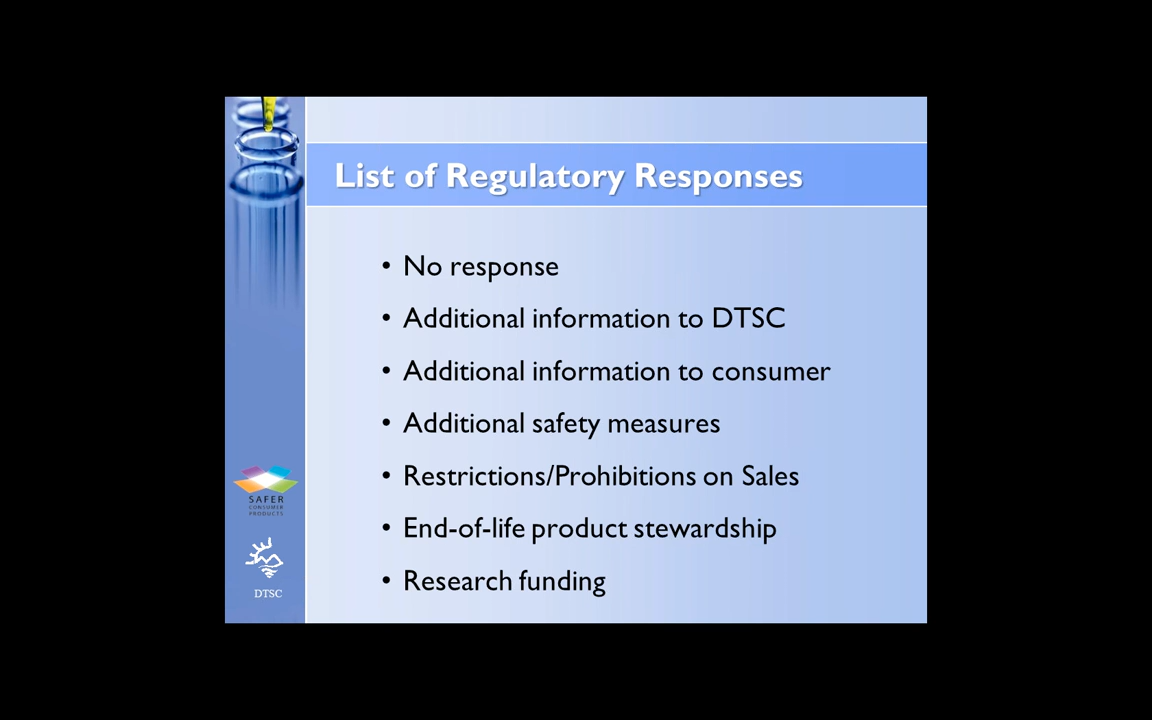 List of Regulatory Responses
• No response
• Additional information to DTSC
• Additional information to consumer
• Additional safety measures
• Restrictions/Prohibitions on Sales
• End-of-life product stewardship
• Research funding
SAFER
CONSUMER
PRODUCTS
DTSC